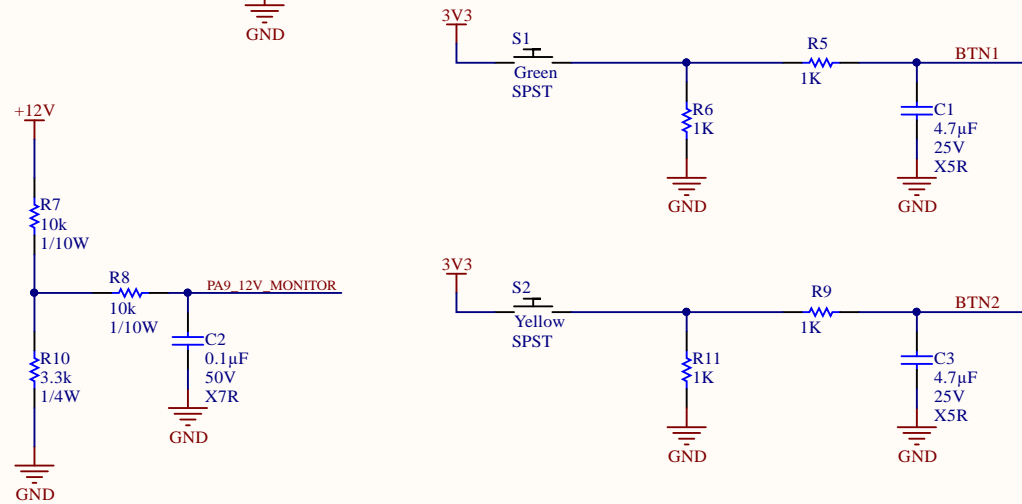 GND
+12V
R7
10k
1/10W
R8
10k
1/10W
PA9_12V_MONITOR
C2
0.1µF
50V
X7R
GND
R10
3.3k
1/4W
GND
3V3
S1
Green
SPST
R5
1K
BTN1
R6
1K
GND
C1
4.7µF
25V
X5R
GND
3V3
S2
Yellow
SPST
R9
1K
BTN2
R11
1K
GND
C3
4.7µF
25V
X5R
GND